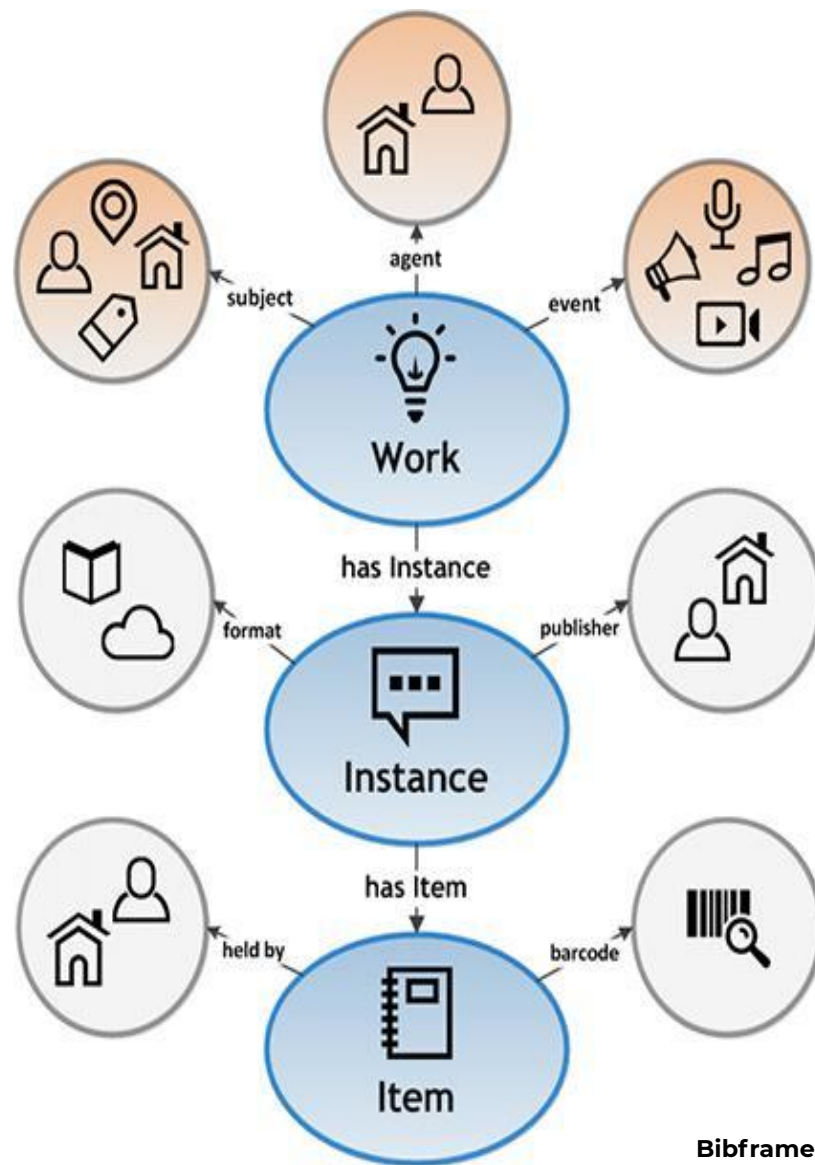 agent
subject
event
Work
has Instance
format
publisher
Instance
has Item
held by
barcode
Item
Bibframe